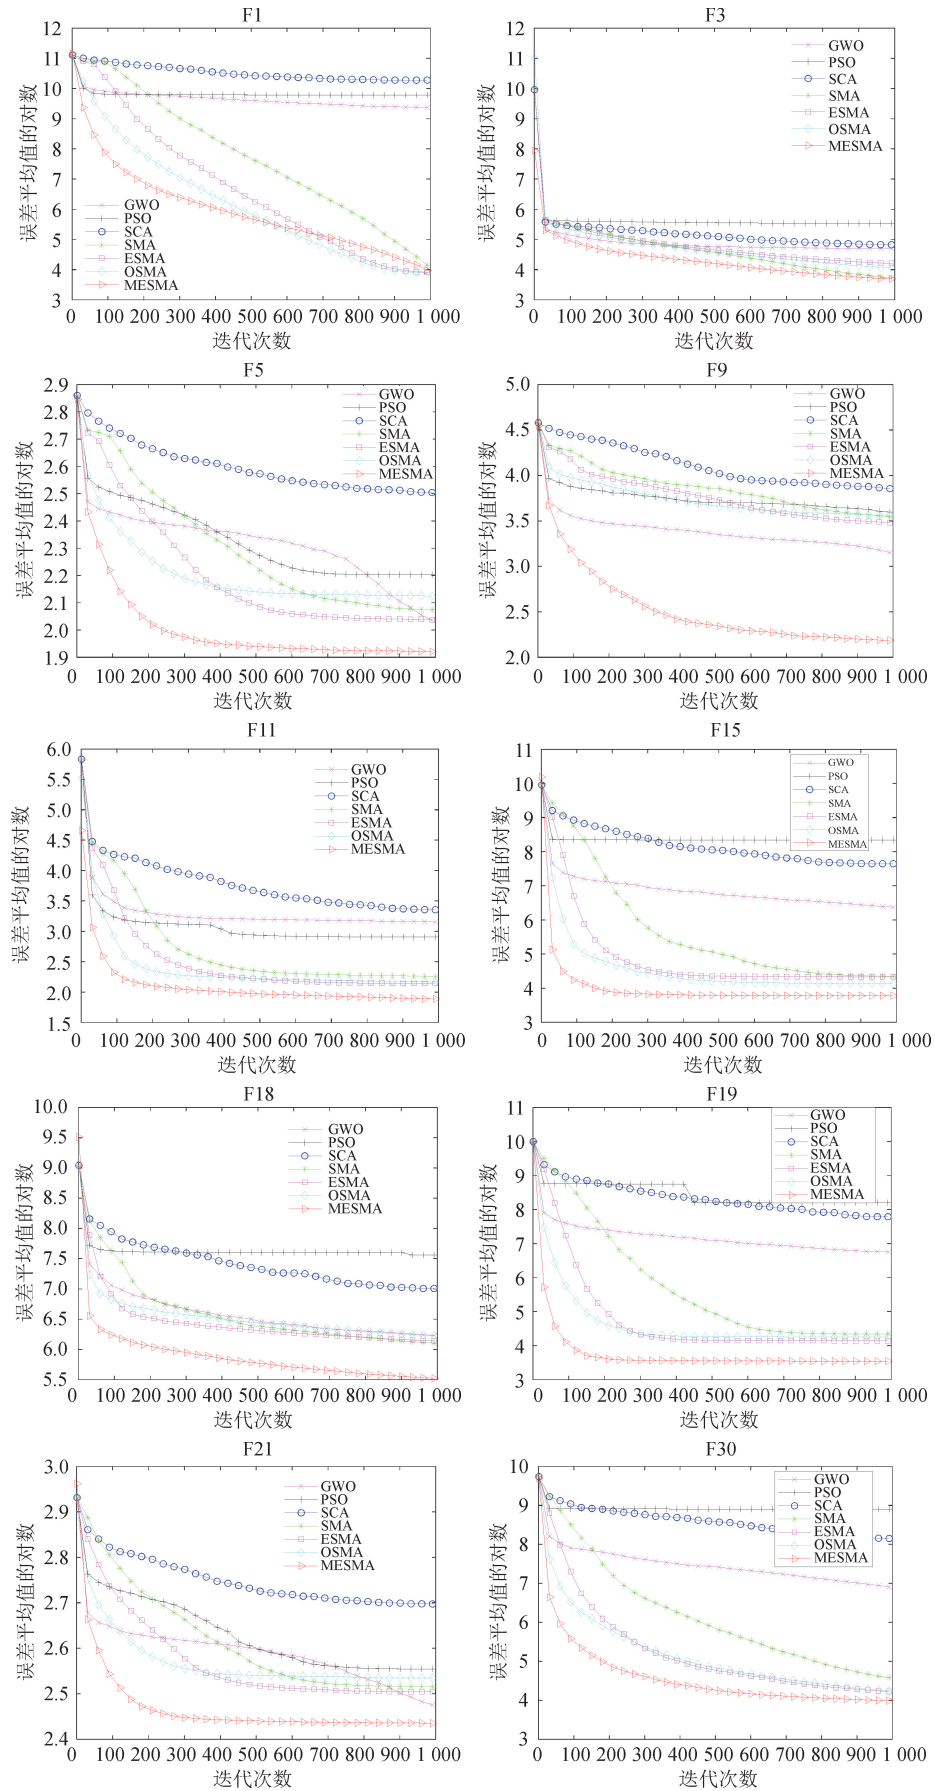 F1
12
11
10
9
8
7
6
5
4
3
误差平均值的对数
GWO
PSO
SCA
SMA
ESMA
OSMA
MESMA
0 100 200 300 400 500 600 700 800 900 1 000
迭代次数
F3
12
11
10
9
8
7
6
5
4
3
误差平均值的对数
GWO
PSO
SCA
SMA
ESMA
OSMA
MESMA
0 100 200 300 400 500 600 700 800 900 1 000
迭代次数
F5
2.9
2.8
2.7
2.6
2.5
2.4
2.3
2.2
2.1
2.0
1.9
误差平均值的对数
GWO
PSO
SCA
SMA
ESMA
OSMA
MESMA
0 100 200 300 400 500 600 700 800 900 1 000
迭代次数
F9
5.0
4.5
4.0
3.5
3.0
2.5
2.0
误差平均值的对数
GWO
PSO
SCA
SMA
ESMA
OSMA
MESMA
0 100 200 300 400 500 600 700 800 900 1 000
迭代次数
F11
6.0
5.5
5.0
4.5
4.0
3.5
3.0
2.5
2.0
1.5
误差平均值的对数
GWO
PSO
SCA
SMA
ESMA
OSMA
MESMA
0 100 200 300 400 500 600 700 800 900 1 000
迭代次数
F15
11
10
9
8
7
6
5
4
3
误差平均值的对数
GWO
PSO
SCA
SMA
ESMA
OSMA
MESMA
0 100 200 300 400 500 600 700 800 900 1 000
迭代次数
F18
10.0
9.5
9.0
8.5
8.0
7.5
7.0
6.5
6.0
5.5
误差平均值的对数
GWO
PSO
SCA
SMA
ESMA
OSMA
MESMA
0 100 200 300 400 500 600 700 800 900 1 000
迭代次数
F19
11
10
9
8
7
6
5
4
3
误差平均值的对数
GWO
PSO
SCA
SMA
ESMA
OSMA
MESMA
0 100 200 300 400 500 600 700 800 900 1 000
迭代次数
F21
3.0
2.9
2.8
2.7
2.6
2.5
2.4
误差平均值的对数
GWO
PSO
SCA
SMA
ESMA
OSMA
MESMA
0 100 200 300 400 500 600 700 800 900 1 000
迭代次数
F30
10
9
8
7
6
5
4
3
误差平均值的对数
GWO
PSO
SCA
SMA
ESMA
OSMA
MESMA
0 100 200 300 400 500 600 700 800 900 1 000
迭代次数